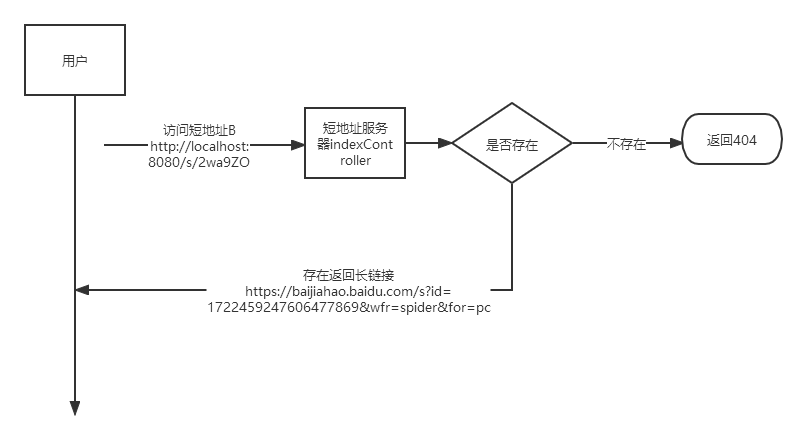 用户
访问短地址B
http://localhost:
8080/s/2wa9ZO
短地址服务
器indexCont
roller
是否存在
不存在
返回404
存在返回长链接
https://baijiahao.baidu.com/s?id=
1722459247606477869&wfr=spider&for=pc